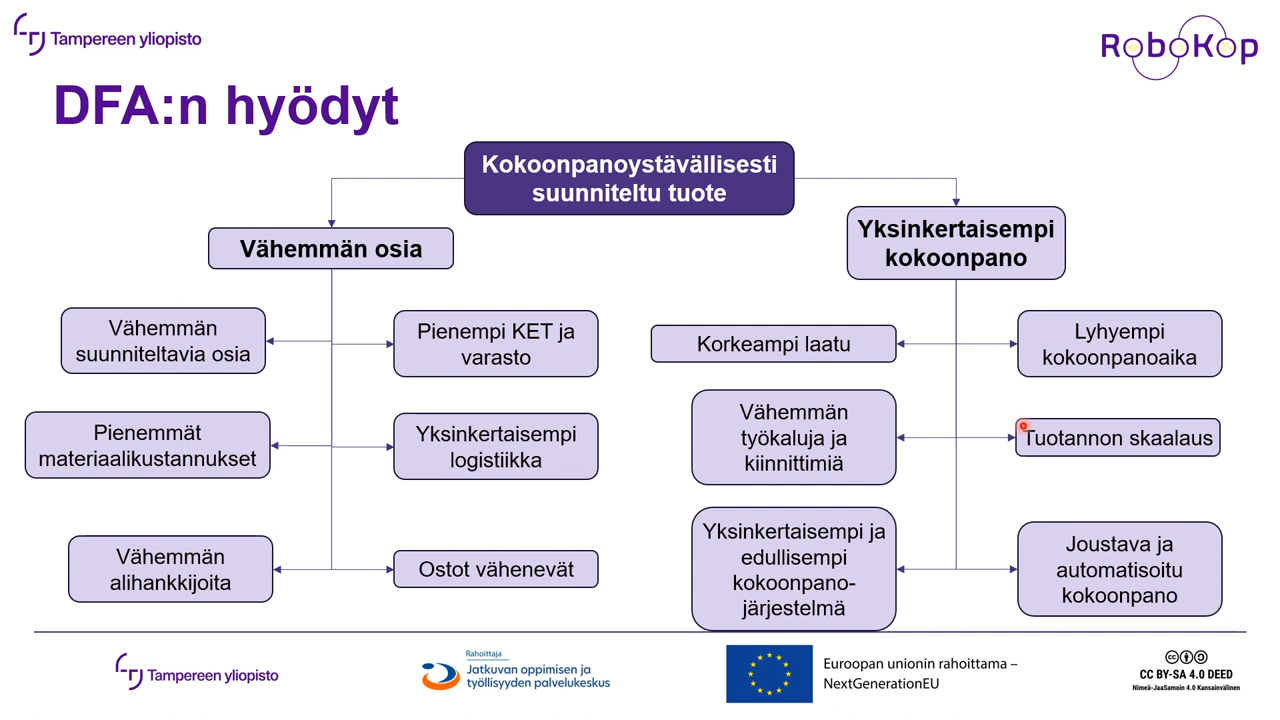 Tampereen yliopisto
RoboKop
DFA:n hyödyt
Kokoonpanoystävällisesti
suunniteltu tuote
Vähemmän osia
Yksinkertaisempi
kokoonpano
Vähemmän
suunniteltavia osia
Pienempi KET ja
varasto
Pienemmät
materiaalikustannukset
Yksinkertaisempi
logistiikka
Vähemmän
alihankkijoita
Ostot vähenevät
Korkeampi laatu
Lyhyempi
kokoonpanoaika
Vähemmän
työkaluja ja
kiinnittimiä
Tuotannon skaalaus
Yksinkertaisempi ja
edullisempi
kokoonpano-
järjestelmä
Joustava ja
automatisoitu
kokoonpano
Tampereen yliopisto
Rahoittaja
Jatkuvan oppimisen ja
työllisyyden palvelukeskus
Euroopan unionin rahoittama –
NextGenerationEU
CC BY-SA 4.0 DEED
Nimeä-JaaSamoin 4.0 Kansainvälinen